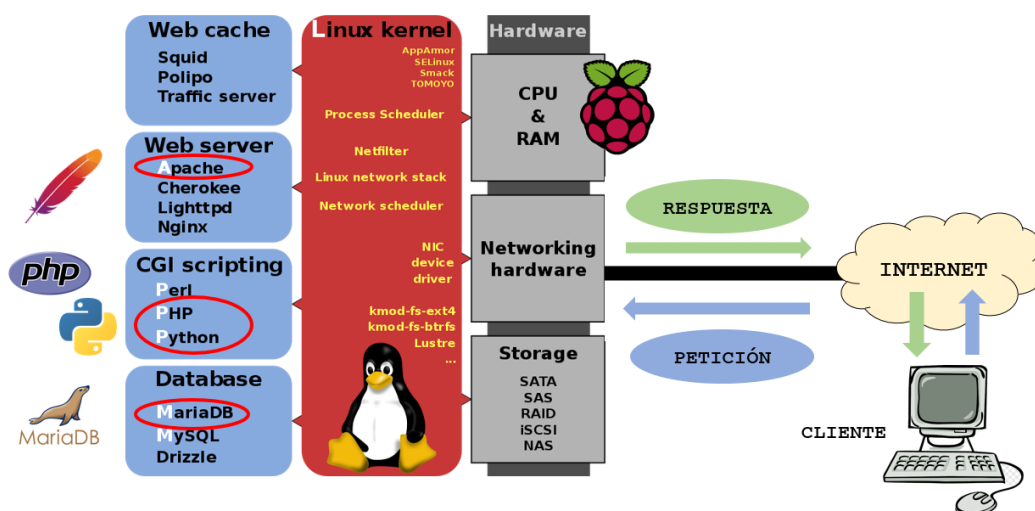 Web cache
Squid
Polipo
Traffic server
Web server
Apache
Cherokee
Lighttpd
Nginx
php
CGI scripting
Perl
PHP
Python
Database
MariaDB
MySQL
Drizzle
MariaDB
Linux kernel
AppArmor
SELinux
Smack
TOMOYO
Process Scheduler
Netfilter
Linux network stack
Network scheduler
NIC
device
driver
kmod-fs-ext4
kmod-fs-btrfs
Lustre
...
Hardware
CPU
&
RAM
Networking
hardware
Storage
SATA
SAS
RAID
iSCSI
NAS
RESPUESTA
INTERNET
PETICIÓN
CLIENTE